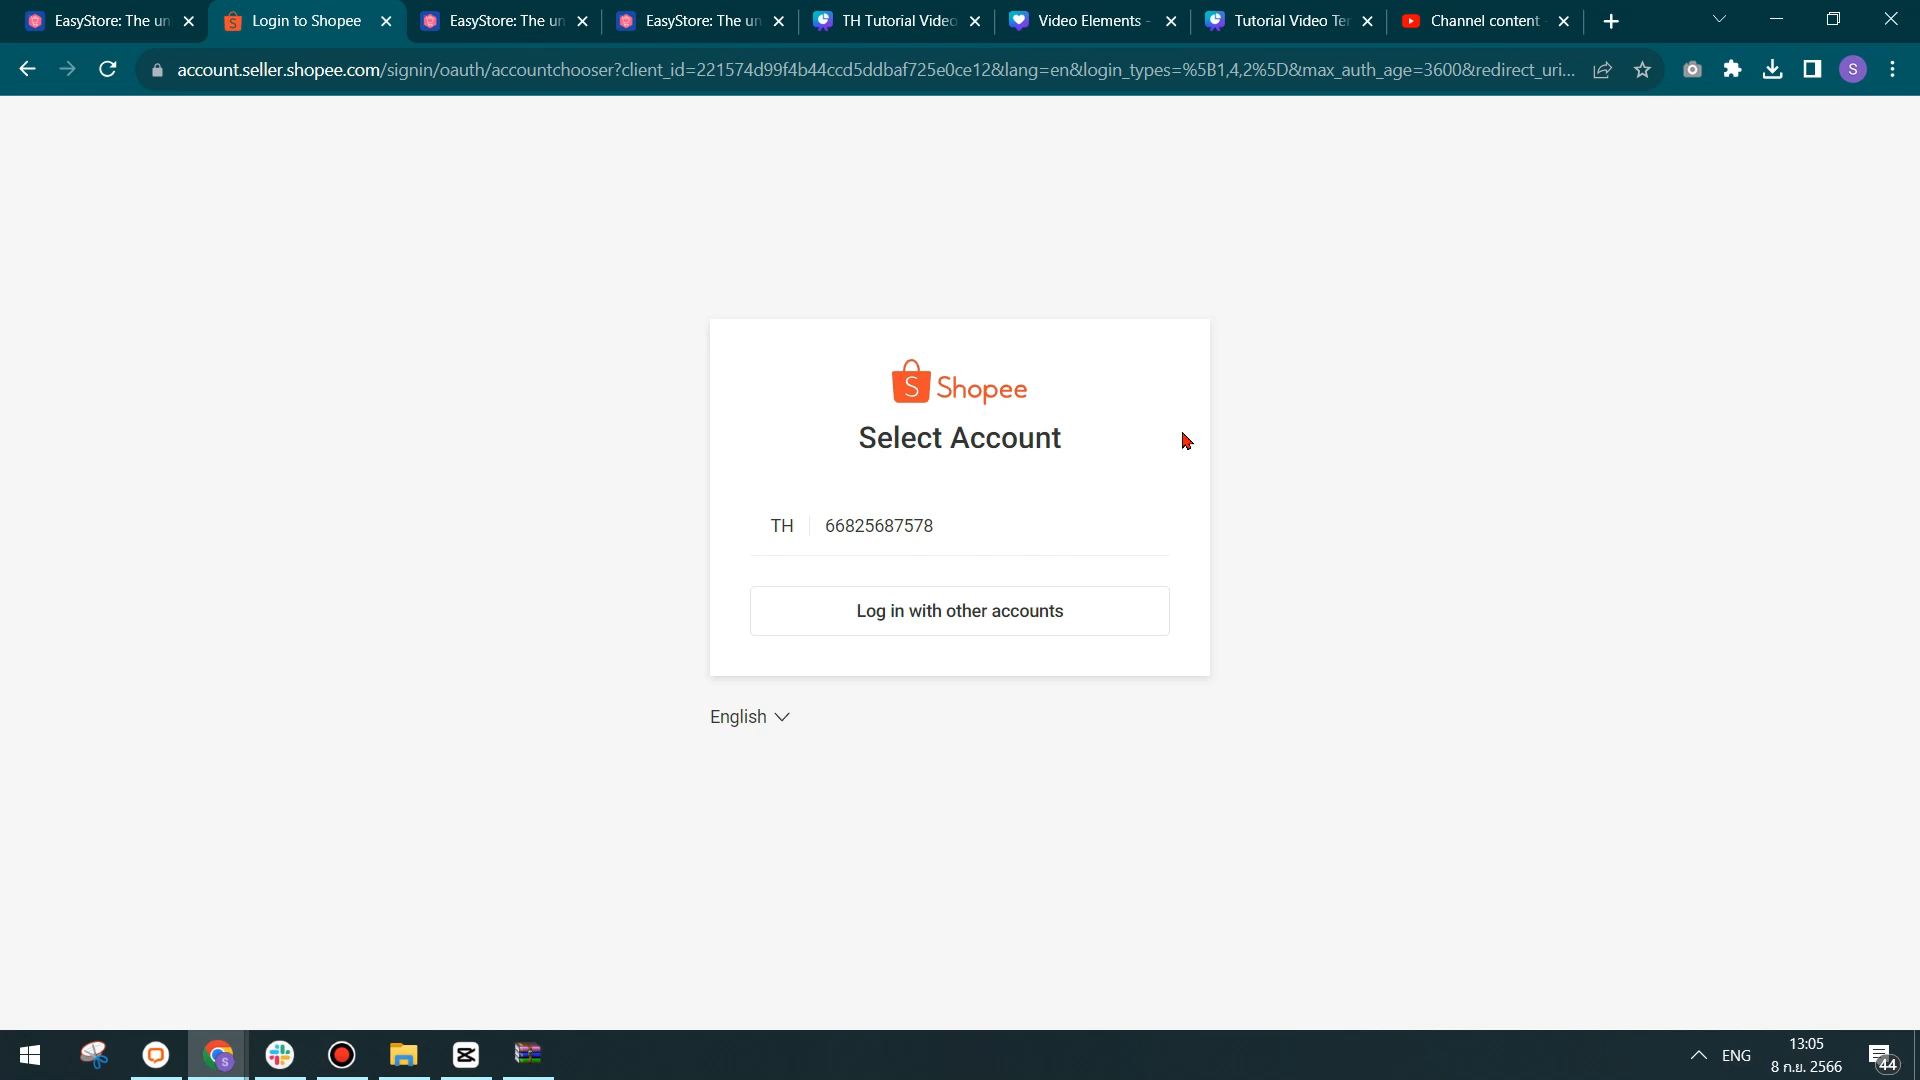 EasyStore: The un
Login to Shopee
EasyStore: The un
EasyStore: The un
TH Tutorial Video
Video Elements -
Tutorial Video Ter
Channel content
account.seller.shopee.com/signin/oauth/accountchooser?client_id=221574d99f4b44ccd5ddbaf725e0ce12&lang=en&login_types=%5B1,4,2%5D&max_auth_age=3600&redirect_uri...
S
S Shopee
Select Account
TH 66825687578
Log in with other accounts
English
ENG
13:05
8 ก.ย. 2566
44